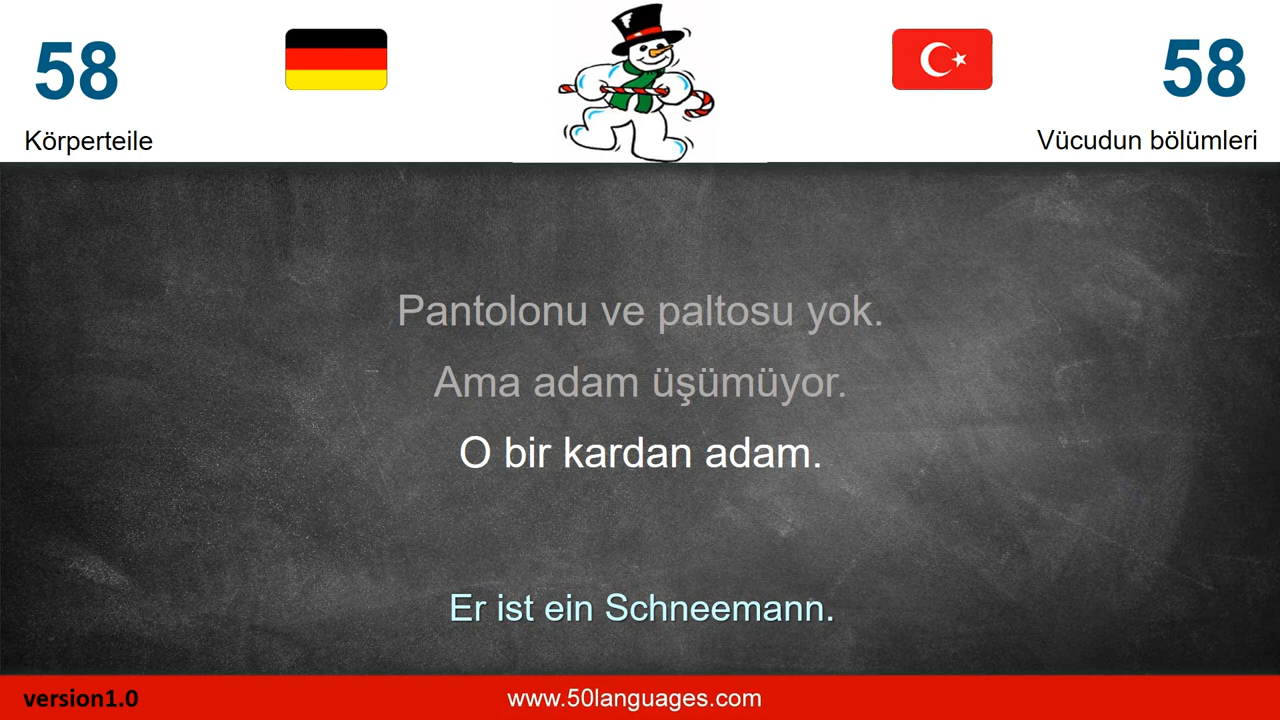 58
58
Körperteile
Vücudun bölümleri
Pantolonu ve paltosu yok.
Ama adam üşümüyor.
O bir kardan adam.
Er ist ein Schneemann.
version1.0
www.50languages.com